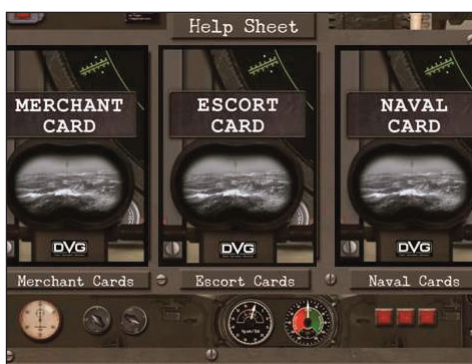 Help Sheet
MERCHANT
CARD
ESCORT
CARD
NAVAL
CARD
DVG
DVG
DVG
Merchant Cards
Escort Cards
Naval Cards